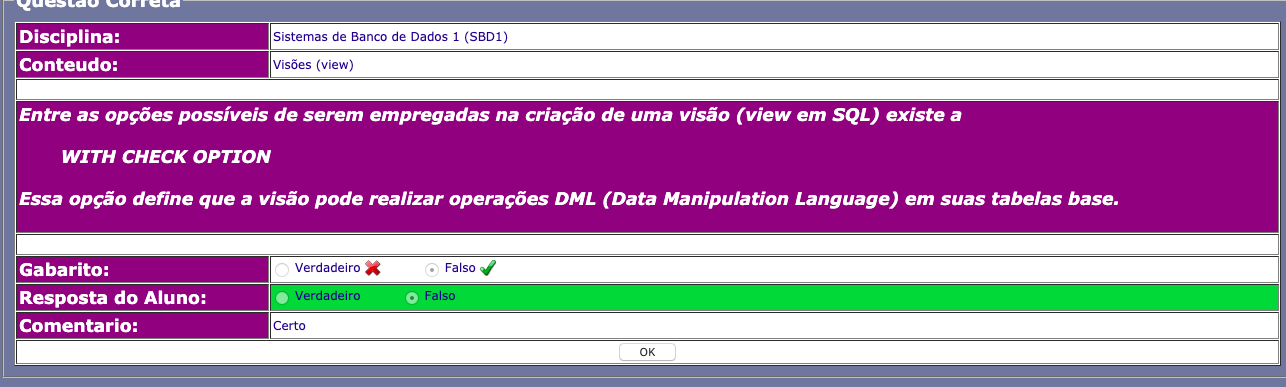 Questão Correta
Disciplina: Sistemas de Banco de Dados 1 (SBD1)
Conteudo: Visões (view)
Entre as opções possíveis de serem empregadas na criação de uma visão (view em SQL) existe a
WITH CHECK OPTION
Essa opção define que a visão pode realizar operações DML (Data Manipulation Language) em suas tabelas base.
Gabarito: Verdadeiro Falso
Resposta do Aluno: Verdadeiro Falso
Comentario: Certo
OK